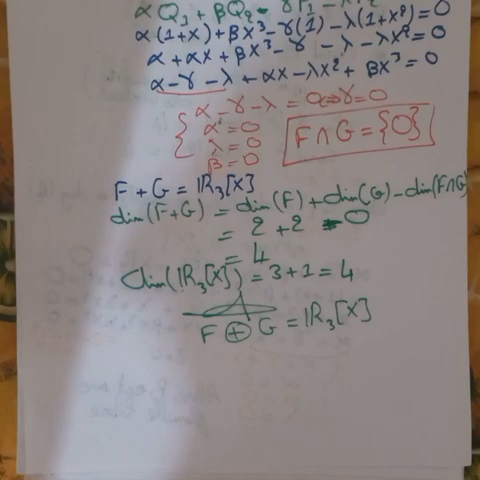 αQ₁ + βQ₂ - γP₁ - λP₂
α(1+x) + βX³ - γ(1) - λ(1+X²) = 0
α + αX + βX³ - γ - λ - λX² = 0
α - γ - λ + αX - λX² + βX³ = 0
α - γ - λ = 0 ⟺ γ = 0
α = 0
λ = 0
β = 0
F ∩ G = {0}
F + G = ℝ₃[X]
dim(F+G) = dim(F) + dim(G) - dim(F∩G)
= 2 + 2 - 0
= 4
dim(ℝ₃[X]) = 3+1 = 4
F ⊕ G = ℝ₃[X]